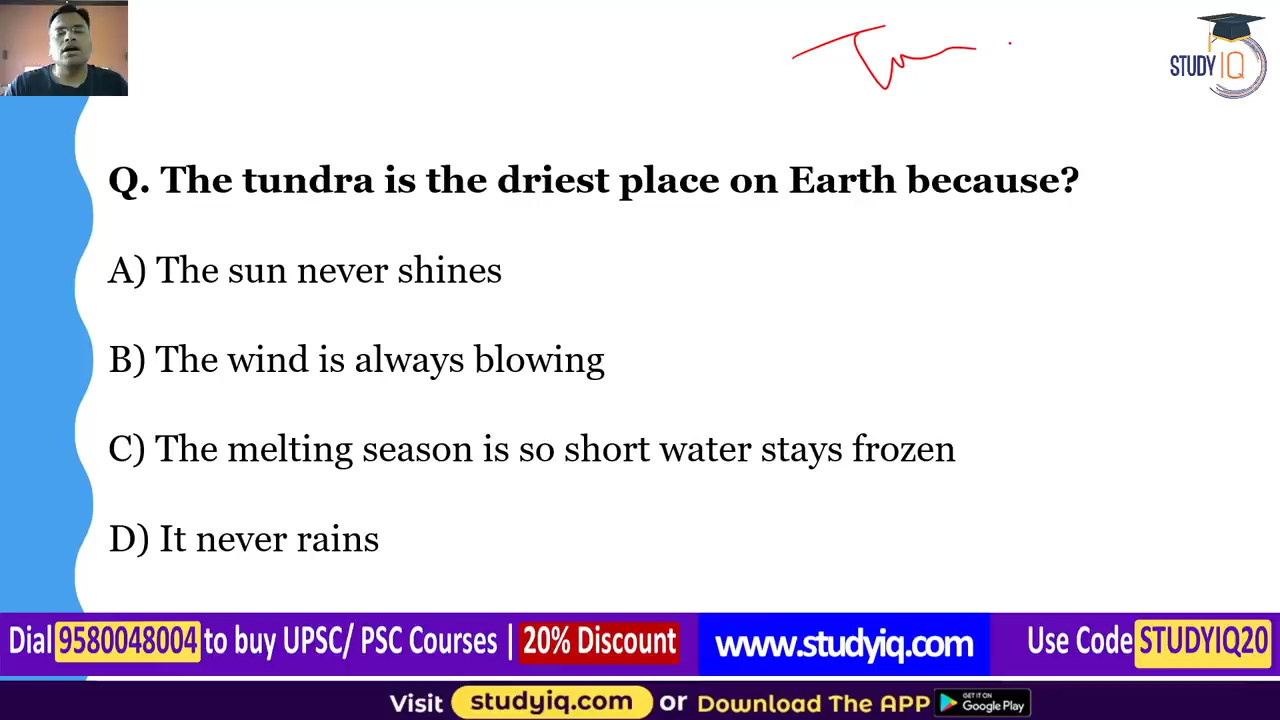 STUDY IQ
Q. The tundra is the driest place on Earth because?
A) The sun never shines
B) The wind is always blowing
C) The melting season is so short water stays frozen
D) It never rains
Dial 9580048004 to buy UPSC/ PSC Courses | 20% Discount www.studyiq.com Use Code STUDYIQ20
Visit studyiq.com or Download The APP GET IT ON Google Play